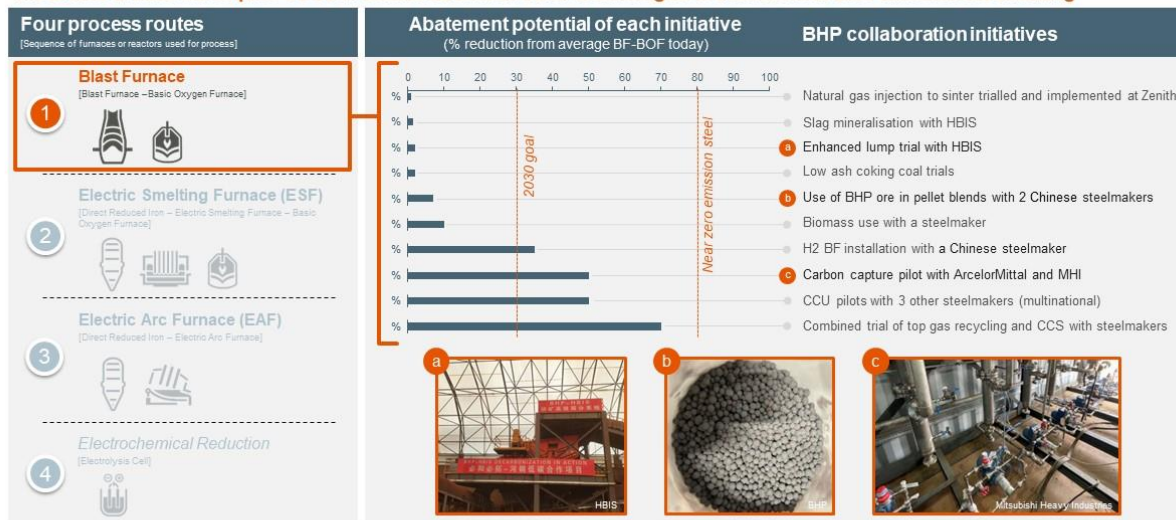 Four process routes
[Sequence of furnaces or reactors used for process]
Abatement potential of each initiative
(% reduction from average BF-BOF today)
BHP collaboration initiatives
1
Blast Furnace
[Blast Furnace –Basic Oxygen Furnace]
2
Electric Smelting Furnace (ESF)
[Direct Reduced Iron – Electric Smelting Furnace – Basic
Oxygen Furnace]
3
Electric Arc Furnace (EAF)
[Direct Reduced Iron – Electric Arc Furnace]
4
Electrochemical Reduction
[Electrolysis Cell]
0 10 20 30 40 50 60 70 80 90 100
2030 goal
Near zero emission steel
% Natural gas injection to sinter trialled and implemented at Zenith
% Slag mineralisation with HBIS
% a Enhanced lump trial with HBIS
% Low ash coking coal trials
% b Use of BHP ore in pellet blends with 2 Chinese steelmakers
% Biomass use with a steelmaker
% H2 BF installation with a Chinese steelmaker
% c Carbon capture pilot with ArcelorMittal and MHI
% CCU pilots with 3 other steelmakers (multinational)
% Combined trial of top gas recycling and CCS with steelmakers
a
HBIS
b
BHP
c
Mitsubishi Heavy Industries